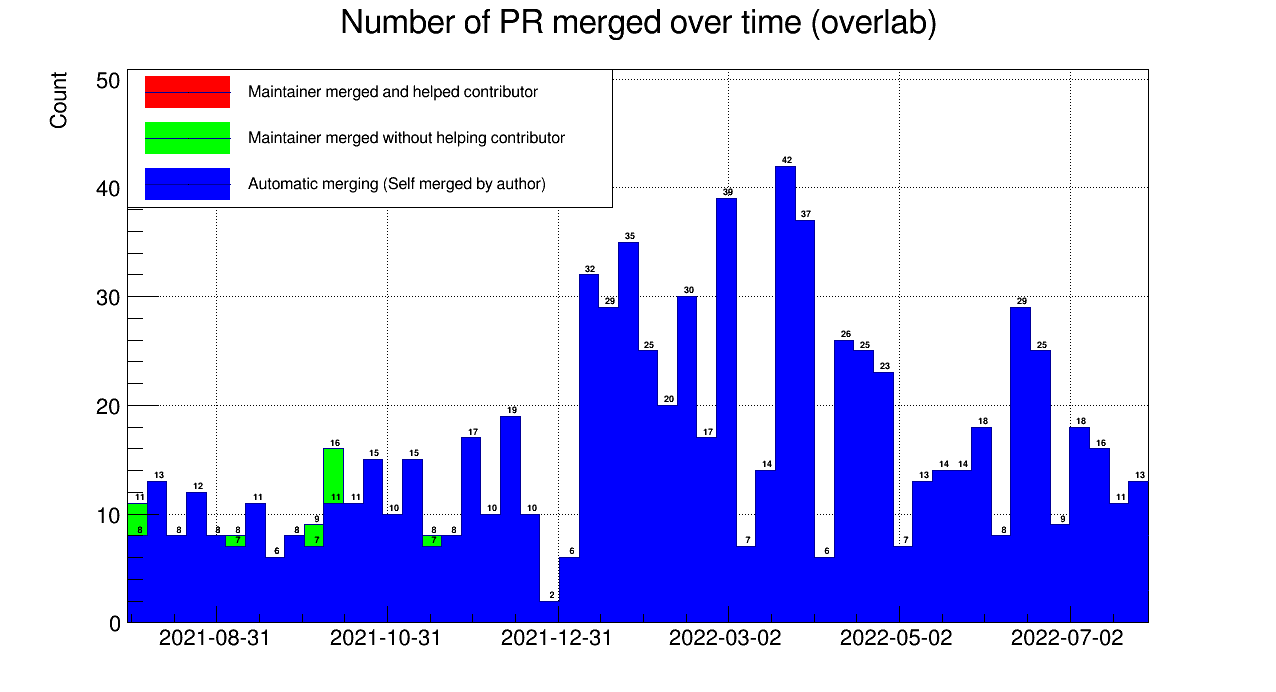 Number of PR merged over time (overlab)
Count
50
40
30
20
10
0
Maintainer merged and helped contributor
Maintainer merged without helping contributor
Automatic merging (Self merged by author)
11 8 13 8 12 8 8 7 11 6 8 9 7 16 11 11 15 10 15 8 7 8 17 10 19 10 2 6 32 29 35 25 20 30 17 39 7 14 42 37 6 26 25 23 7 13 14 14 18 8 29 25 9 18 16 11 13
2021-08-31 2021-10-31 2021-12-31 2022-03-02 2022-05-02 2022-07-02